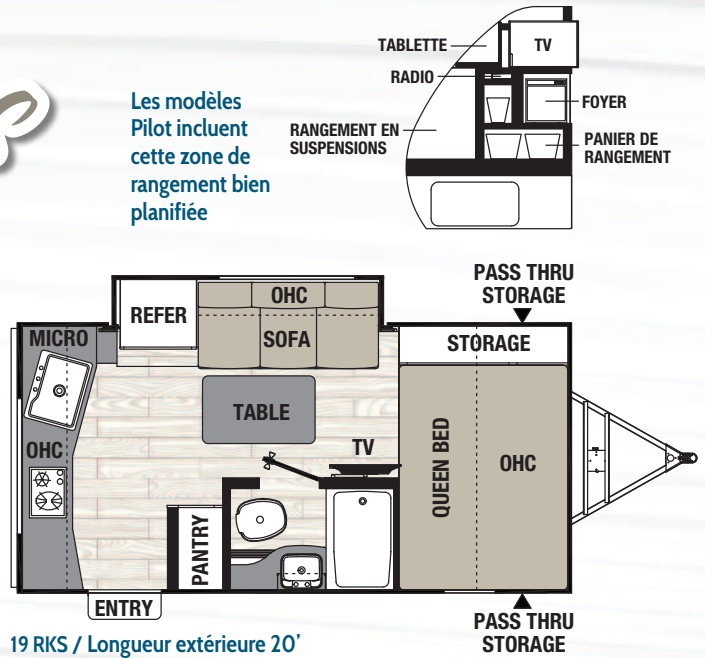 Les modèles
Pilot incluent
cette zone de
rangement bien
planifiée
TABLETTE
TV
RADIO
FOYER
RANGEMENT EN
SUSPENSIONS
PANIER DE
RANGEMENT
PASS THRU
STORAGE
REFER
OHC
SOFA
MICRO
STORAGE
TABLE
OHC
TV
QUEEN BED
OHC
PANTRY
ENTRY
PASS THRU
STORAGE
19 RKS / Longueur extérieure 20'